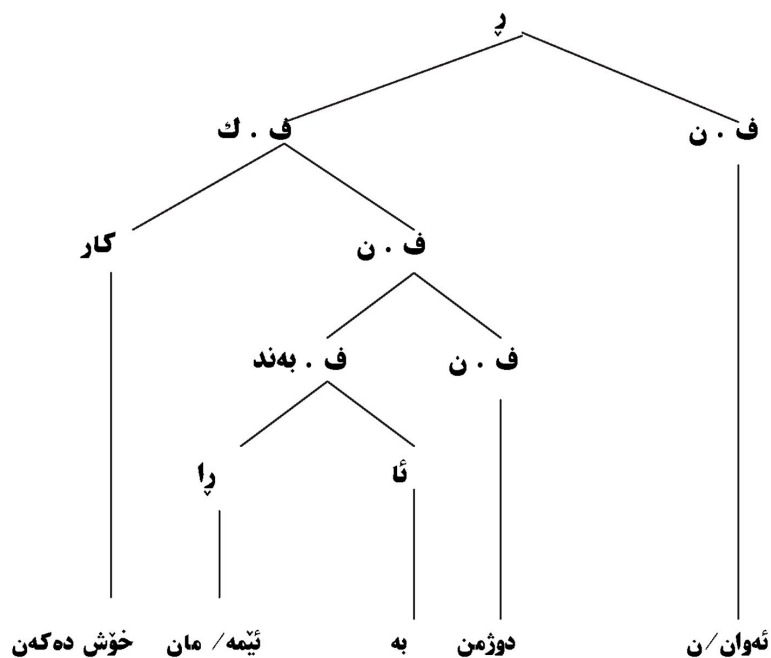 ڕ
ف . ن ف . ك
ف . ن كار
ف . ن ف . بەند
ئا ڕا
ئەوان/ن دوژمن بە ئێمە/ مان خۆش دەكەن